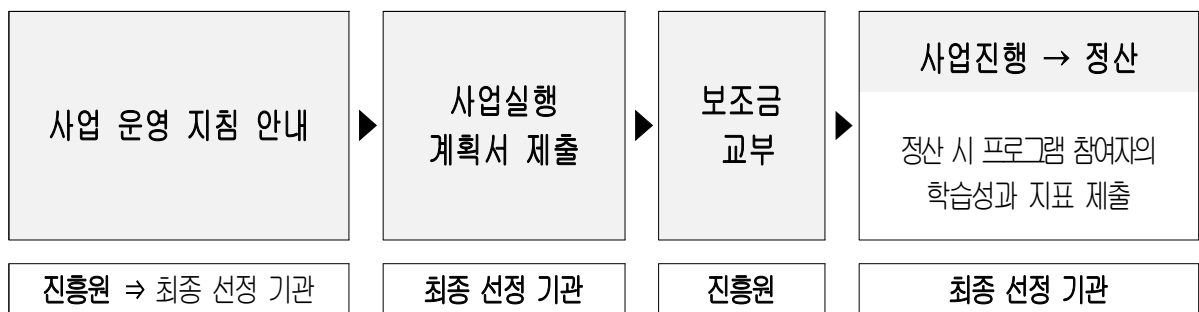 사업 운영 지침 안내
▶
사업실행
계획서 제출
▶
보조금
교부
▶
사업진행 → 정산
정산 시 프로그램 참여자의
학습성과 지표 제출
진흥원 ⇒ 최종 선정 기관
최종 선정 기관
진흥원
최종 선정 기관